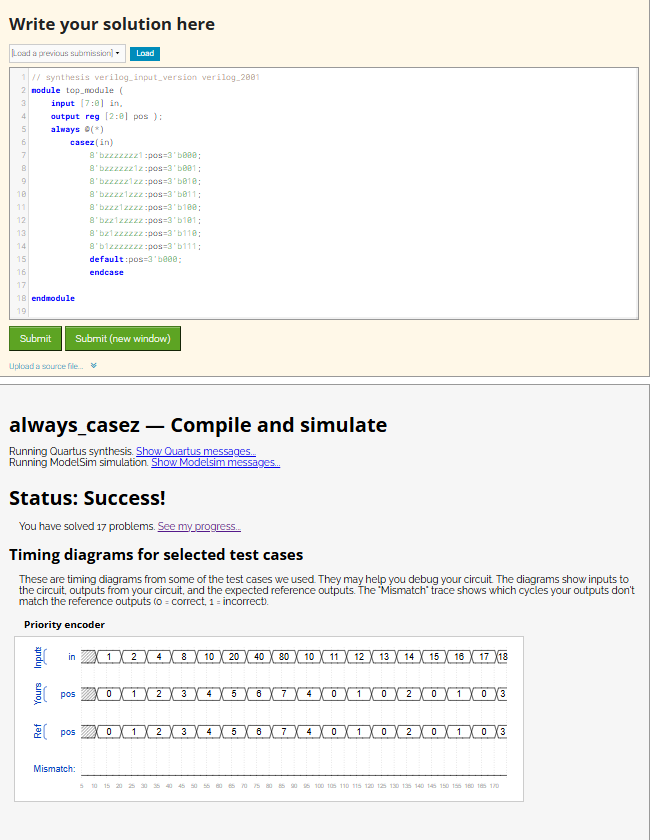 Write your solution here
[Load a previous submission] Load
1 // synthesis verilog_input_version verilog_2001
2 module top_module (
3 input [7:0] in,
4 output reg [2:0] pos );
5 always @(*)
6 casez(in)
7 8'bzzzzzzz1:pos=3'b000;
8 8'bzzzzzz1z:pos=3'b001;
9 8'bzzzzz1zz:pos=3'b010;
10 8'bzzzz1zzz:pos=3'b011;
11 8'bzzz1zzzz:pos=3'b100;
12 8'bzz1zzzzz:pos=3'b101;
13 8'bz1zzzzzz:pos=3'b110;
14 8'b1zzzzzzz:pos=3'b111;
15 default:pos=3'b000;
16 endcase
17
18 endmodule
19
Submit Submit (new window)
Upload a source file...
always_casez — Compile and simulate
Running Quartus synthesis. Show Quartus messages...
Running ModelSim simulation. Show Modelsim messages...
Status: Success!
You have solved 17 problems. See my progress...
Timing diagrams for selected test cases
These are timing diagrams from some of the test cases we used. They may help you debug your circuit. The diagrams show inputs to
the circuit, outputs from your circuit, and the expected reference outputs. The "Mismatch" trace shows which cycles your outputs don't
match the reference outputs (0 = correct, 1 = incorrect).
Priority encoder
Inputs in 1 2 4 8 10 20 40 80 10 11 12 13 14 15 16 17 18
Yours pos 0 1 2 3 4 5 6 7 4 0 1 0 2 0 1 0 3
Ref pos 0 1 2 3 4 5 6 7 4 0 1 0 2 0 1 0 3
Mismatch:
5 10 15 20 25 30 35 40 45 50 55 60 65 70 75 80 85 90 95 100 105 110 115 120 125 130 135 140 145 150 155 160 165 170